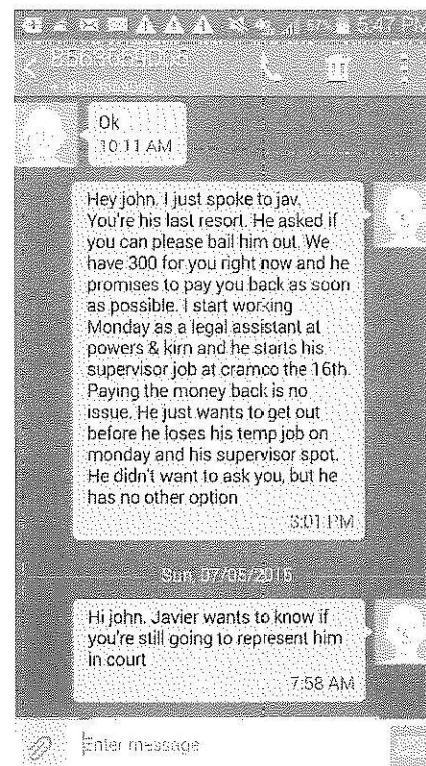 5:47 PM
Ok
10:11 AM
Hey john. I just spoke to jav.
You're his last resort. He asked if
you can please bail him out. We
have 300 for you right now and he
promises to pay you back as soon
as possible. I start working
Monday as a legal assistant at
powers & kirn and he starts his
supervisor job at cramco the 16th.
Paying the money back is no
issue. He just wants to get out
before he loses his temp job on
monday and his supervisor spot.
He didn't want to ask you, but he
has no other option
Sun, 07/05/2015
Hi john. Javier wants to know if
you're still going to represent him
in court
7:58 AM
Enter message